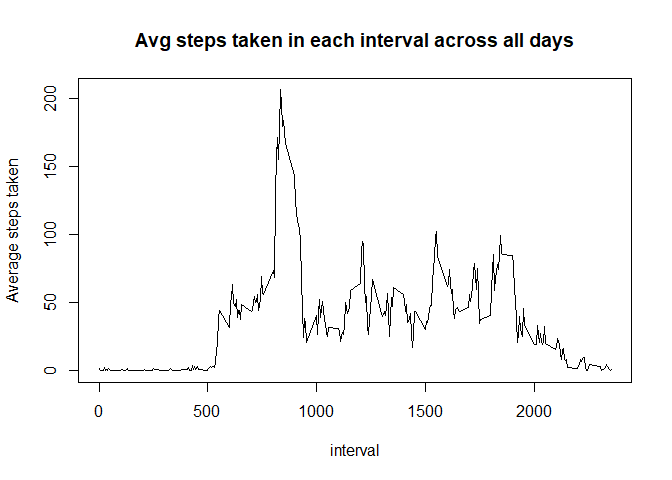 Avg steps taken in each interval across all days
Average steps taken
200
150
100
50
0
0 500 1000 1500 2000
interval